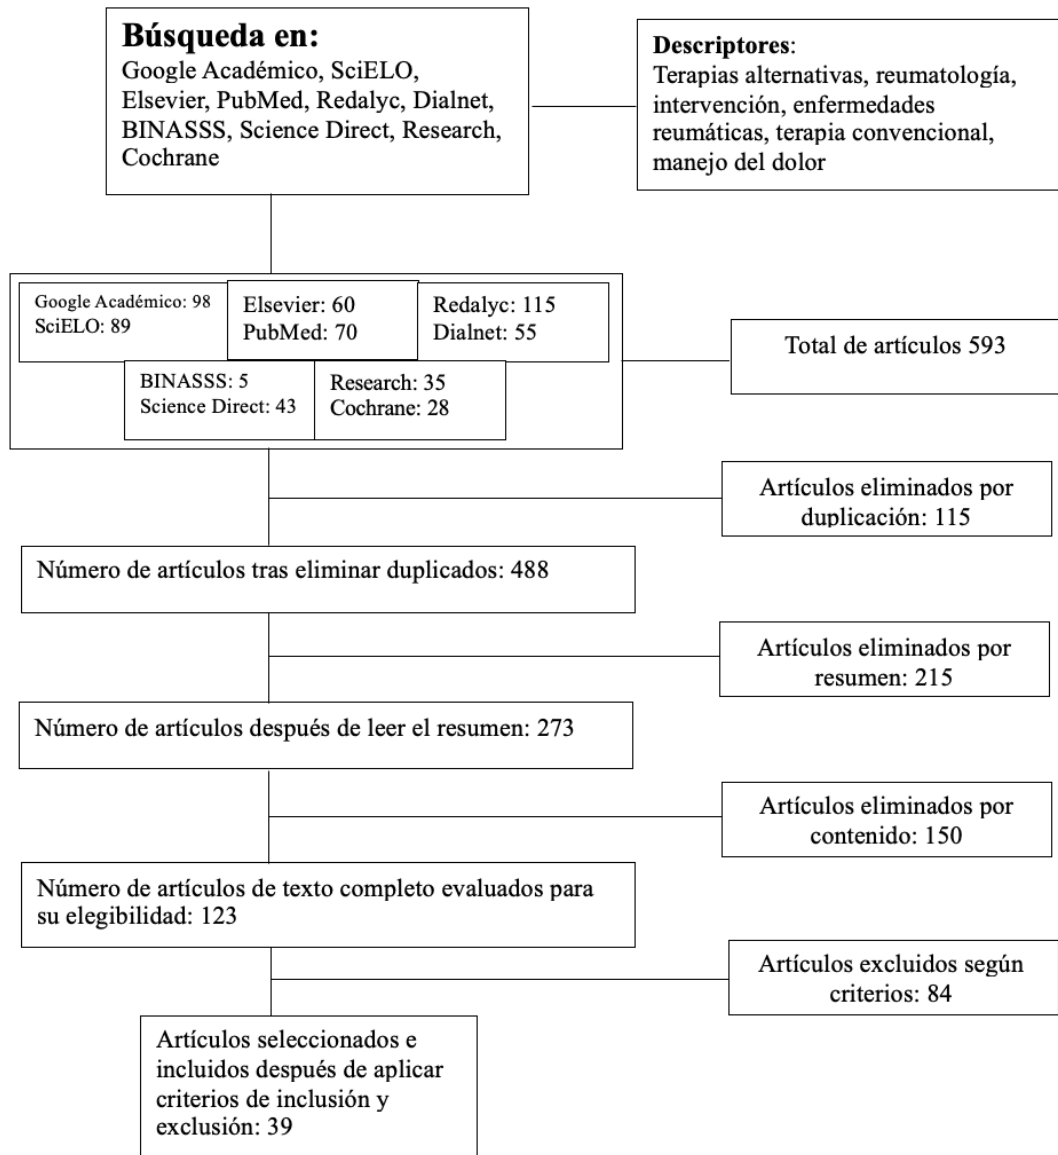 Búsqueda en:
Google Académico, SciELO,
Elsevier, PubMed, Redalyc, Dialnet,
BINASSS, Science Direct, Research,
Cochrane
Descriptores:
Terapias alternativas, reumatología,
intervención, enfermedades
reumáticas, terapia convencional,
manejo del dolor
Google Académico: 98
SciELO: 89
Elsevier: 60
PubMed: 70
Redalyc: 115
Dialnet: 55
BINASSS: 5
Science Direct: 43
Research: 35
Cochrane: 28
Total de artículos 593
Artículos eliminados por
duplicación: 115
Número de artículos tras eliminar duplicados: 488
Artículos eliminados por
resumen: 215
Número de artículos después de leer el resumen: 273
Artículos eliminados por
contenido: 150
Número de artículos de texto completo evaluados para
su elegibilidad: 123
Artículos excluidos según
criterios: 84
Artículos seleccionados e
incluidos después de aplicar
criterios de inclusión y
exclusión: 39